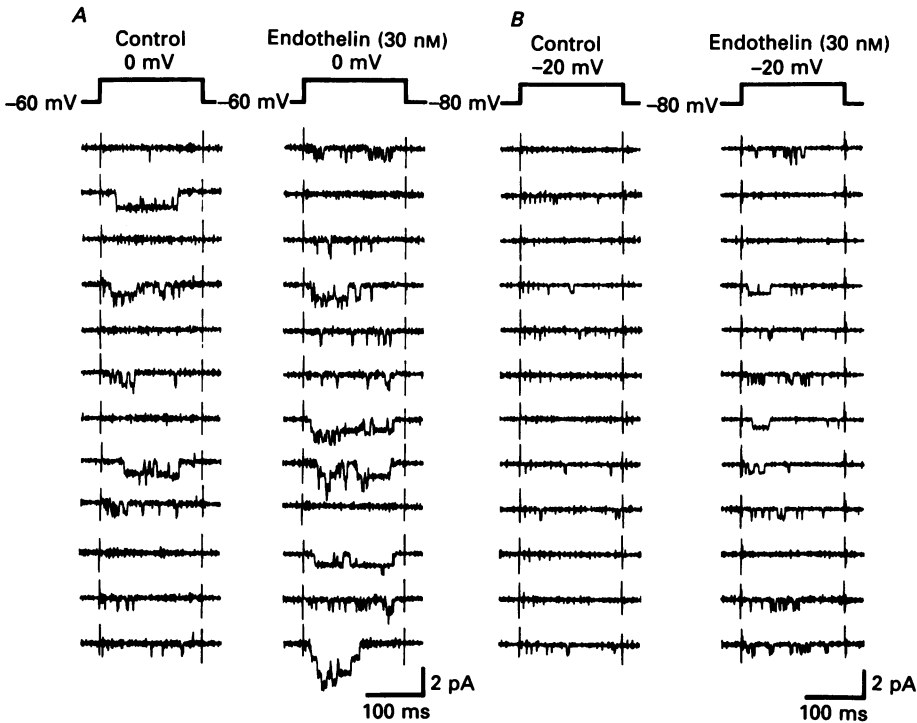 A
B
Control
0 mV
Endothelin (30 nM)
0 mV
Control
–20 mV
Endothelin (30 nM)
–20 mV
–60 mV
–60 mV
–80 mV
–80 mV
2 pA
100 ms
2 pA
100 ms